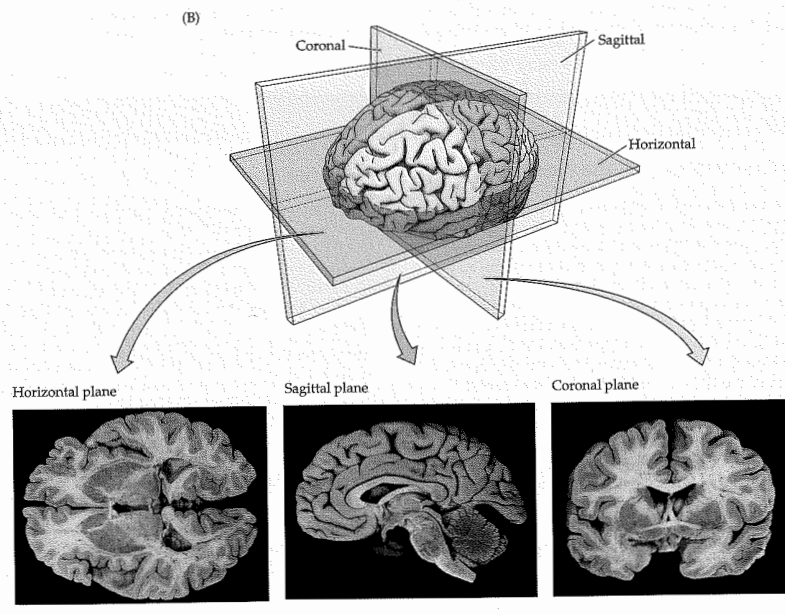 (B)
Coronal
Sagittal
Horizontal
Horizontal plane
Sagittal plane
Coronal plane